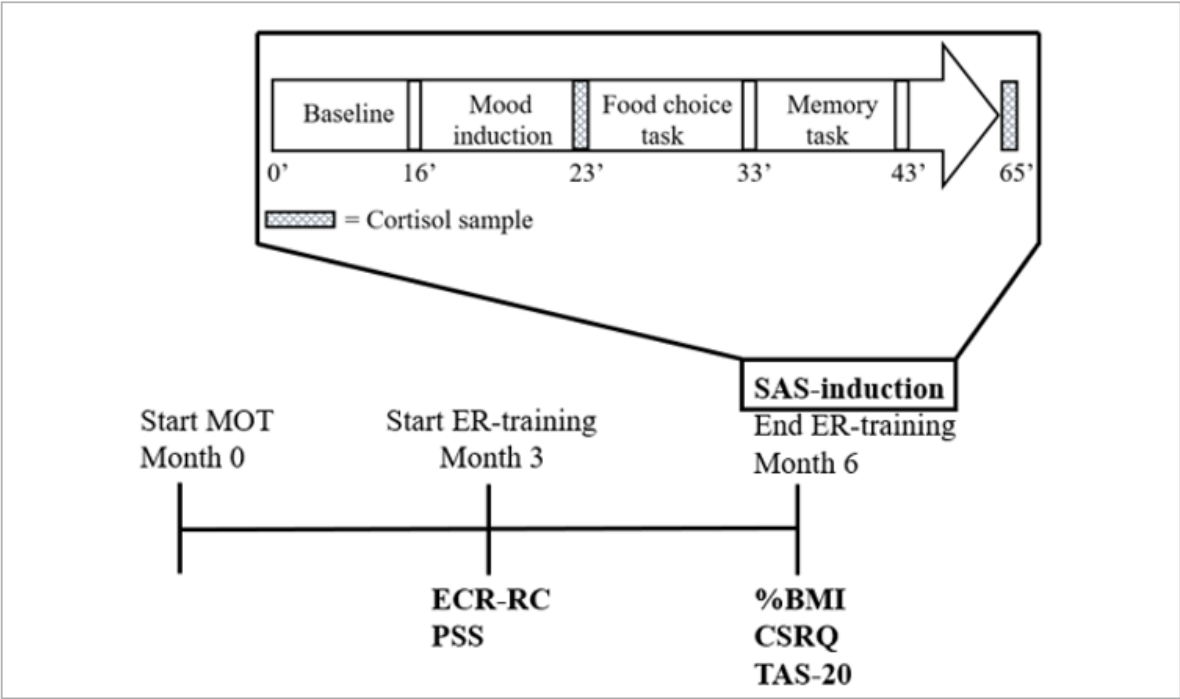 Baseline
Mood
induction
Food choice
task
Memory
task
0’
16’
23’
33’
43’
65’
= Cortisol sample
SAS-induction
Start MOT
Month 0
Start ER-training
Month 3
End ER-training
Month 6
ECR-RC
PSS
%BMI
CSRQ
TAS-20